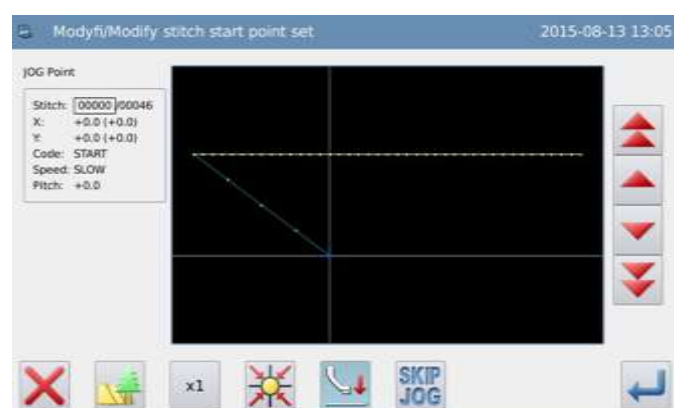 Modyfi/Modify stitch start point set 2015-08-13 13:05
JOG Point
Stitch: 00000/00046
X: +0.0 (+0.0)
Y: +0.0 (+0.0)
Code: START
Speed: SLOW
Pitch: +0.0
x1 SKIP
JOG